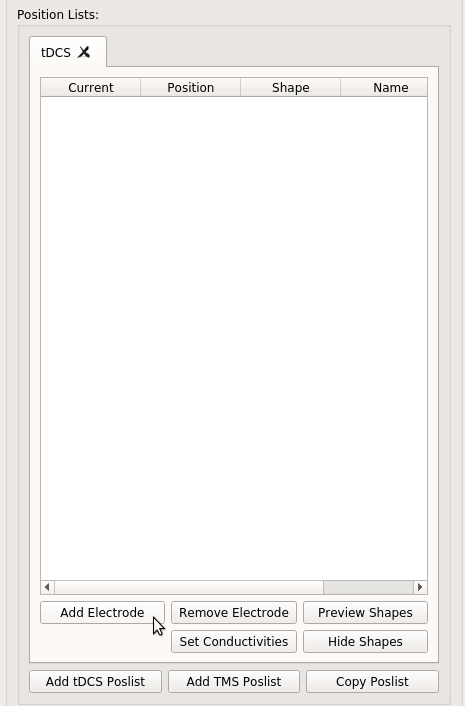 Position Lists:
tDCS
Current Position Shape Name
Add Electrode Remove Electrode Preview Shapes
Set Conductivities Hide Shapes
Add tDCS Poslist Add TMS Poslist Copy Poslist